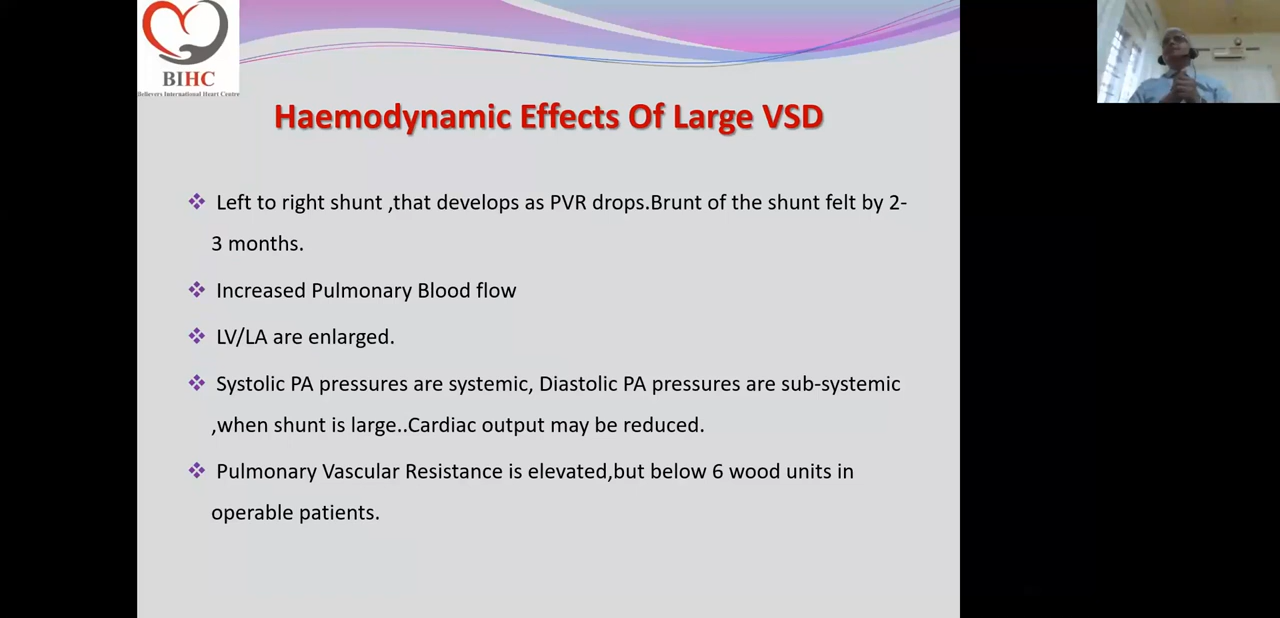 BIHC
Believers International Heart Centre
Haemodynamic Effects Of Large VSD
❖ Left to right shunt ,that develops as PVR drops.Brunt of the shunt felt by 2-
3 months.
❖ Increased Pulmonary Blood flow
❖ LV/LA are enlarged.
❖ Systolic PA pressures are systemic, Diastolic PA pressures are sub-systemic
,when shunt is large..Cardiac output may be reduced.
❖ Pulmonary Vascular Resistance is elevated,but below 6 wood units in
operable patients.